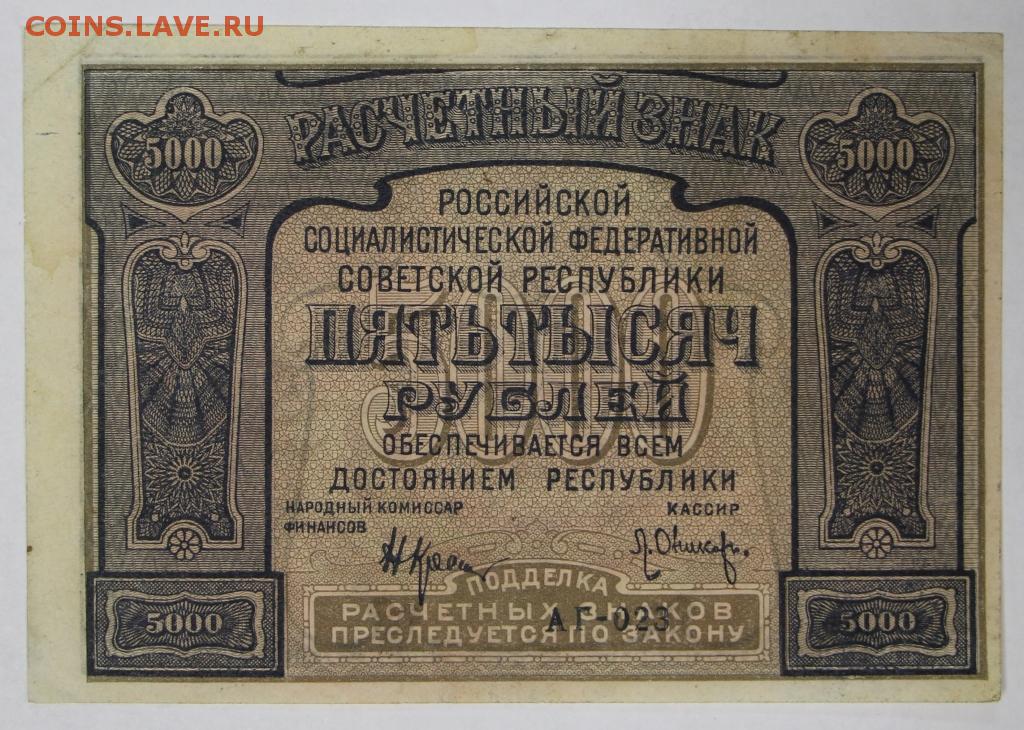 COINS.LAVE.RU
РАСЧЕТНЫЙ ЗНАК
5000 5000
РОССИЙСКОЙ
СОЦИАЛИСТИЧЕСКОЙ ФЕДЕРАТИВНОЙ
СОВЕТСКОЙ РЕСПУБЛИКИ
5000
ПЯТЬ ТЫСЯЧ
РУБЛЕЙ
ОБЕСПЕЧИВАЕТСЯ ВСЕМ
ДОСТОЯНИЕМ РЕСПУБЛИКИ
НАРОДНЫЙ КОМИССАР КАССИР
ФИНАНСОВ
ПОДДЕЛКА
РАСЧЕТНЫХ ЗНАКОВ
АГ-023
ПРЕСЛЕДУЕТСЯ ПО ЗАКОНУ
5000 5000